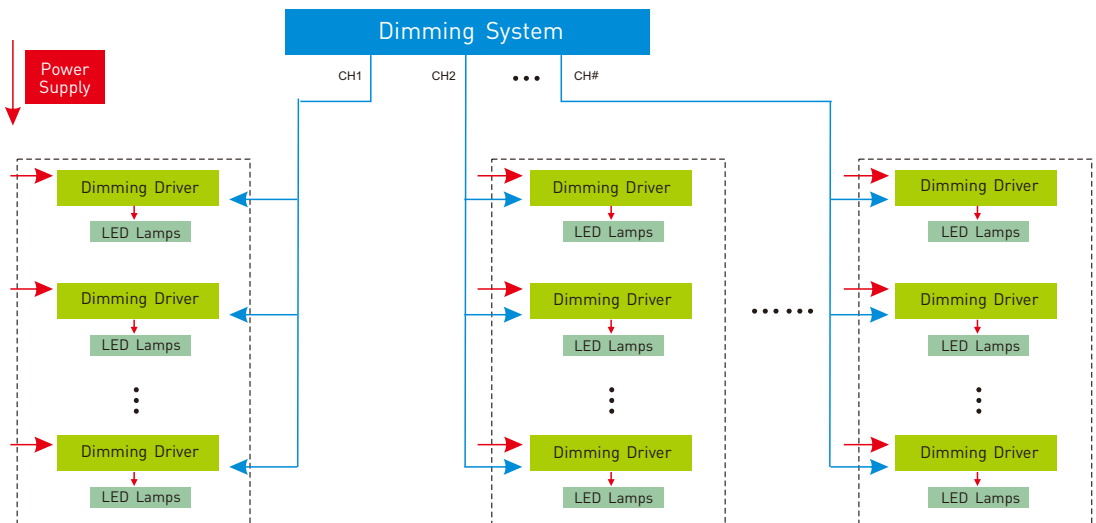 Dimming System
Power
Supply
CH1
CH2
CH#
Dimming Driver
LED Lamps
Dimming Driver
LED Lamps
Dimming Driver
LED Lamps
Dimming Driver
LED Lamps
Dimming Driver
LED Lamps
Dimming Driver
LED Lamps
Dimming Driver
LED Lamps
Dimming Driver
LED Lamps
Dimming Driver
LED Lamps